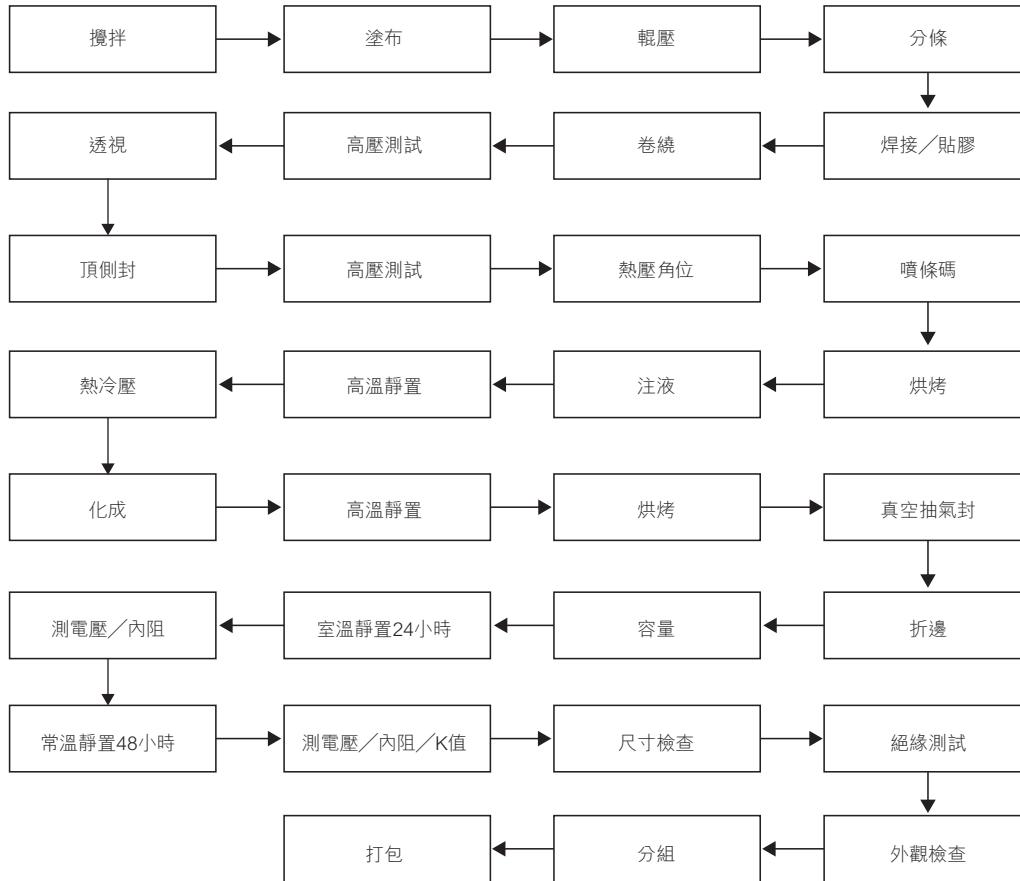 攪拌
塗布
輥壓
分條
焊接／貼膠
卷繞
高壓測試
透視
頂側封
高壓測試
熱壓角位
噴條碼
烘烤
注液
高溫靜置
熱冷壓
化成
高溫靜置
烘烤
真空抽氣封
折邊
容量
室溫靜置24小時
測電壓／內阻
常溫靜置48小時
測電壓／內阻／K值
尺寸檢查
絕緣測試
外觀檢查
分組
打包